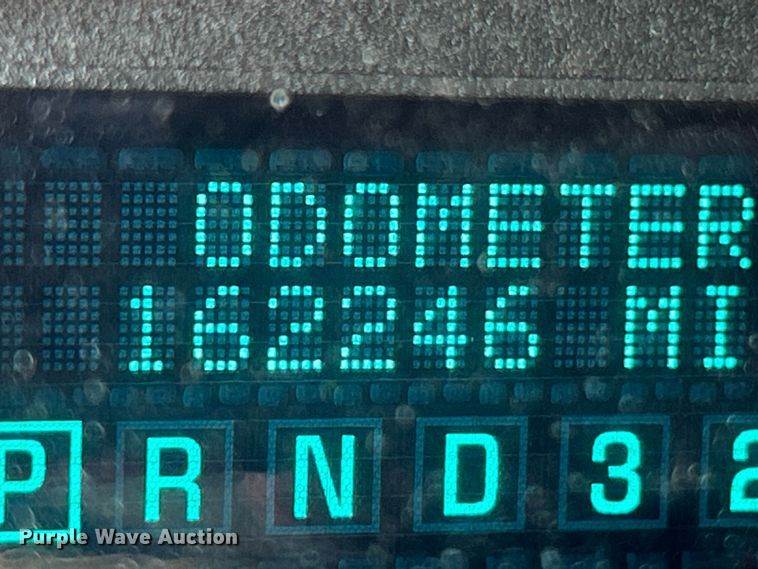 ODOMETER
162246 MI
P R N D 3 2
Purple Wave Auction